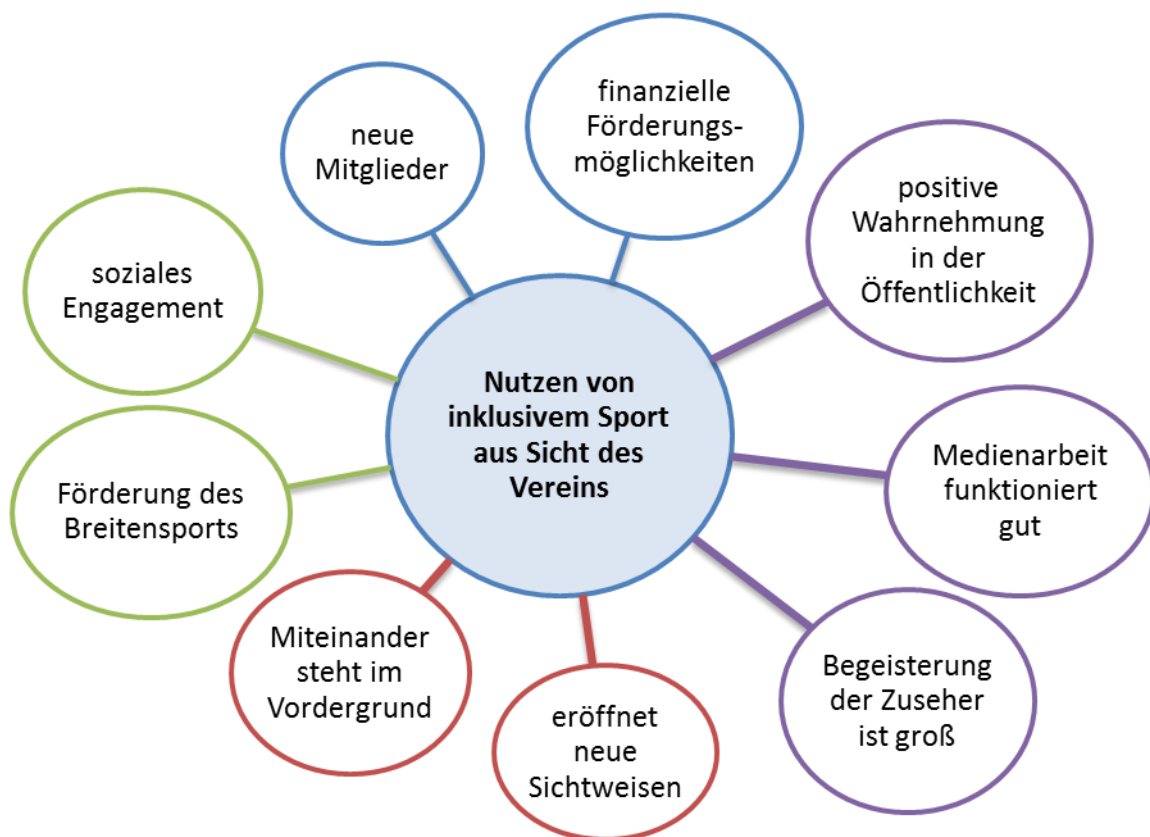 neue
Mitglieder
finanzielle
Förderungs-
möglichkeiten
positive
Wahrnehmung
in der
Öffentlichkeit
soziales
Engagement
Nutzen von
inklusivem Sport
aus Sicht des
Vereins
Medienarbeit
funktioniert
gut
Förderung des
Breitensports
Miteinander
steht im
Vordergrund
eröffnet
neue
Sichtweisen
Begeisterung
der Zuseher
ist groß